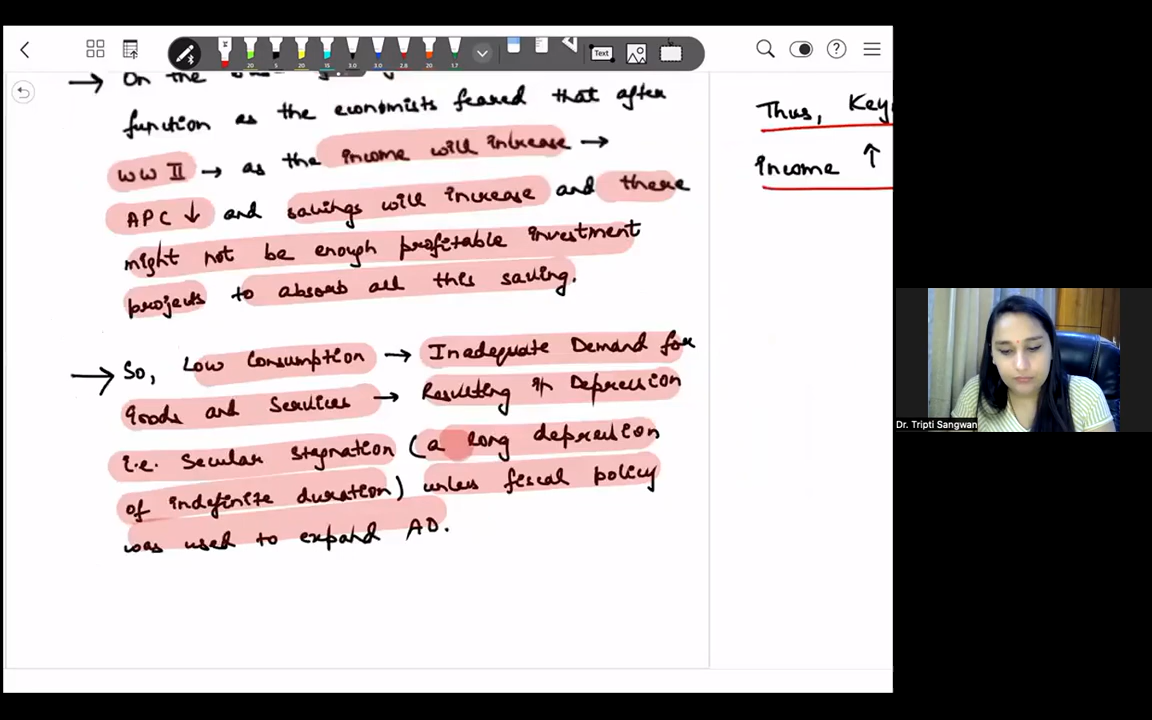 Text
→ On the
function as the economists feared that after
WW II → as the income will increase →
APC ↓ and savings will increase and there
might not be enough profitable investment
projects to absorb all this saving.
→ So, Low Consumption → Inadequate Demand for
Goods and Services → Resulting in Depression
i.e. Secular stagnation (a long depression
of indefinite duration) unless fiscal policy
was used to expand AD.
Thus, Key
Income ↑
Dr. Tripti Sangwan